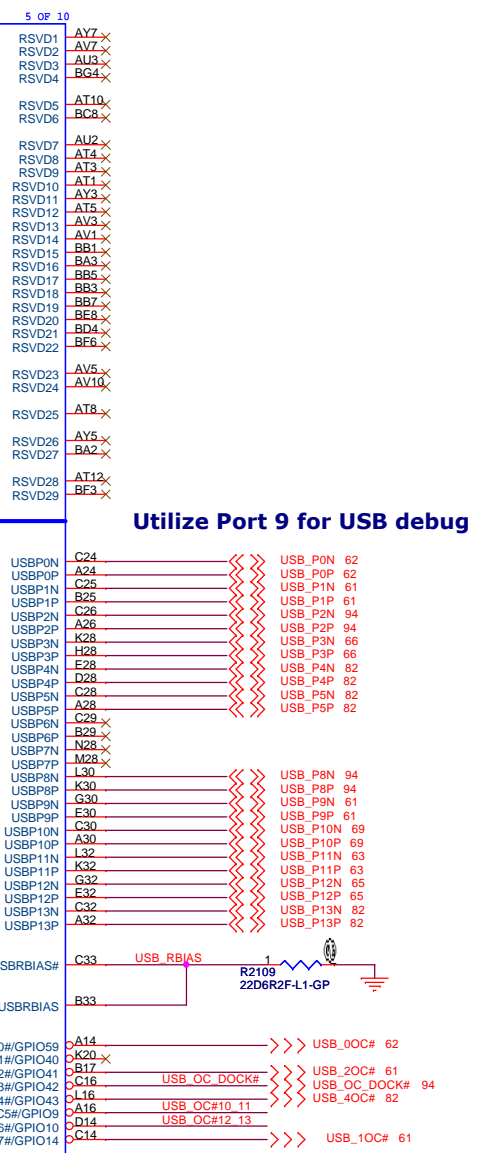 5 OF 10
RSVD1 AY7
RSVD2 AV7
RSVD3 AU3
RSVD4 BG4
RSVD5 AT10
RSVD6 BC8
RSVD7 AU2
RSVD8 AT4
RSVD9 AT3
RSVD10 AT1
RSVD11 AY3
RSVD12 AT5
RSVD13 AV3
RSVD14 AV1
RSVD15 BB1
RSVD16 BA3
RSVD17 BB5
RSVD18 BB3
RSVD19 BB7
RSVD20 BE8
RSVD21 BD4
RSVD22 BF6
RSVD23 AV5
RSVD24 AV10
RSVD25 AT8
RSVD26 AY5
RSVD27 BA2
RSVD28 AT12
RSVD29 BF3
Utilize Port 9 for USB debug
USBP0N C24 USB_P0N 62
USBP0P A24 USB_P0P 62
USBP1N C25 USB_P1N 61
USBP1P B25 USB_P1P 61
USBP2N C26 USB_P2N 94
USBP2P A26 USB_P2P 94
USBP3N K28 USB_P3N 66
USBP3P H28 USB_P3P 66
USBP4N E28 USB_P4N 82
USBP4P D28 USB_P4P 82
USBP5N C28 USB_P5N 82
USBP5P A28 USB_P5P 82
USBP6N C29
USBP6P B29
USBP7N N28
USBP7P M28
USBP8N L30 USB_P8N 94
USBP8P K30 USB_P8P 94
USBP9N G30 USB_P9N 61
USBP9P E30 USB_P9P 61
USBP10N C30 USB_P10N 69
USBP10P A30 USB_P10P 69
USBP11N L32 USB_P11N 63
USBP11P K32 USB_P11P 63
USBP12N G32 USB_P12N 65
USBP12P E32 USB_P12P 65
USBP13N C32 USB_P13N 82
USBP13P A32 USB_P13P 82
SBRBIAS# C33 USB_RBIAS 1
R2109
22D6R2F-L1-GP
USBRBIAS B33
0#/GPIO59 A14 USB_0OC# 62
1#/GPIO40 K20
2#/GPIO41 B17 USB_2OC# 61
3#/GPIO42 C16 USB_OC_DOCK# USB_OC_DOCK# 94
4#/GPIO43 L16 USB_4OC# 82
C5#/GPIO9 A16 USB_OC#10_11
6#/GPIO10 D14 USB_OC#12_13
7#/GPIO14 C14 USB_1OC# 61